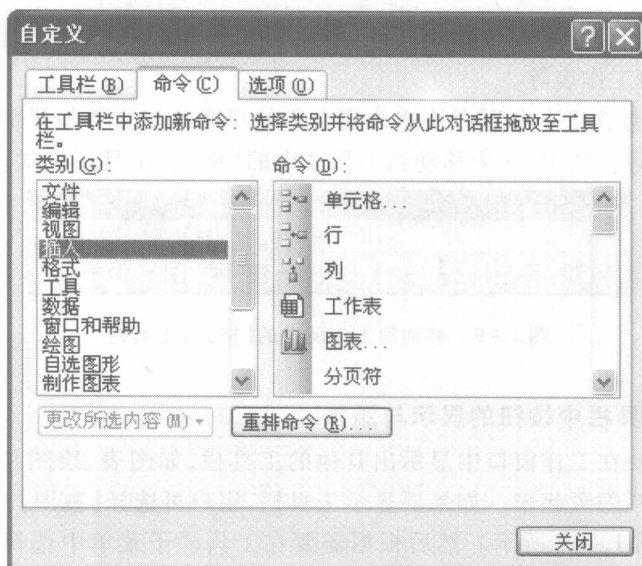 自定义
工具栏(B) 命令(C) 选项(O)
在工具栏中添加新命令：选择类别并将命令从此对话框拖放至工具
栏。
类别(G):
文件
编辑
视图
插入
格式
工具
数据
窗口和帮助
绘图
自选图形
制作图表
命令(D):
单元格...
行
列
工作表
图表...
分页符
更改所选内容(M) 重排命令(R)...
关闭